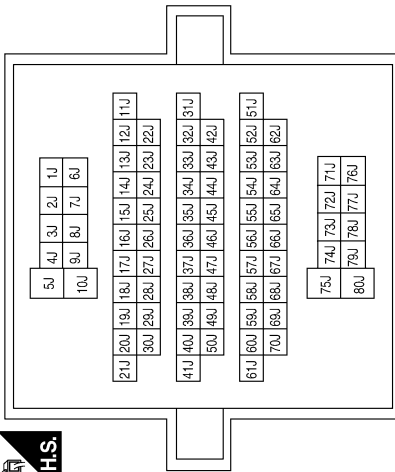 H.S.
5J 4J 3J 2J 1J
10J 9J 8J 7J 6J
21J 20J 19J 18J 17J 16J 15J 14J 13J 12J 11J
30J 29J 28J 27J 26J 25J 24J 23J 22J
41J 40J 39J 38J 37J 36J 35J 34J 33J 32J 31J
50J 49J 48J 47J 46J 45J 44J 43J 42J
61J 60J 59J 58J 57J 56J 55J 54J 53J 52J 51J
70J 69J 68J 67J 66J 65J 64J 63J 62J
75J 74J 73J 72J 71J
80J 79J 78J 77J 76J